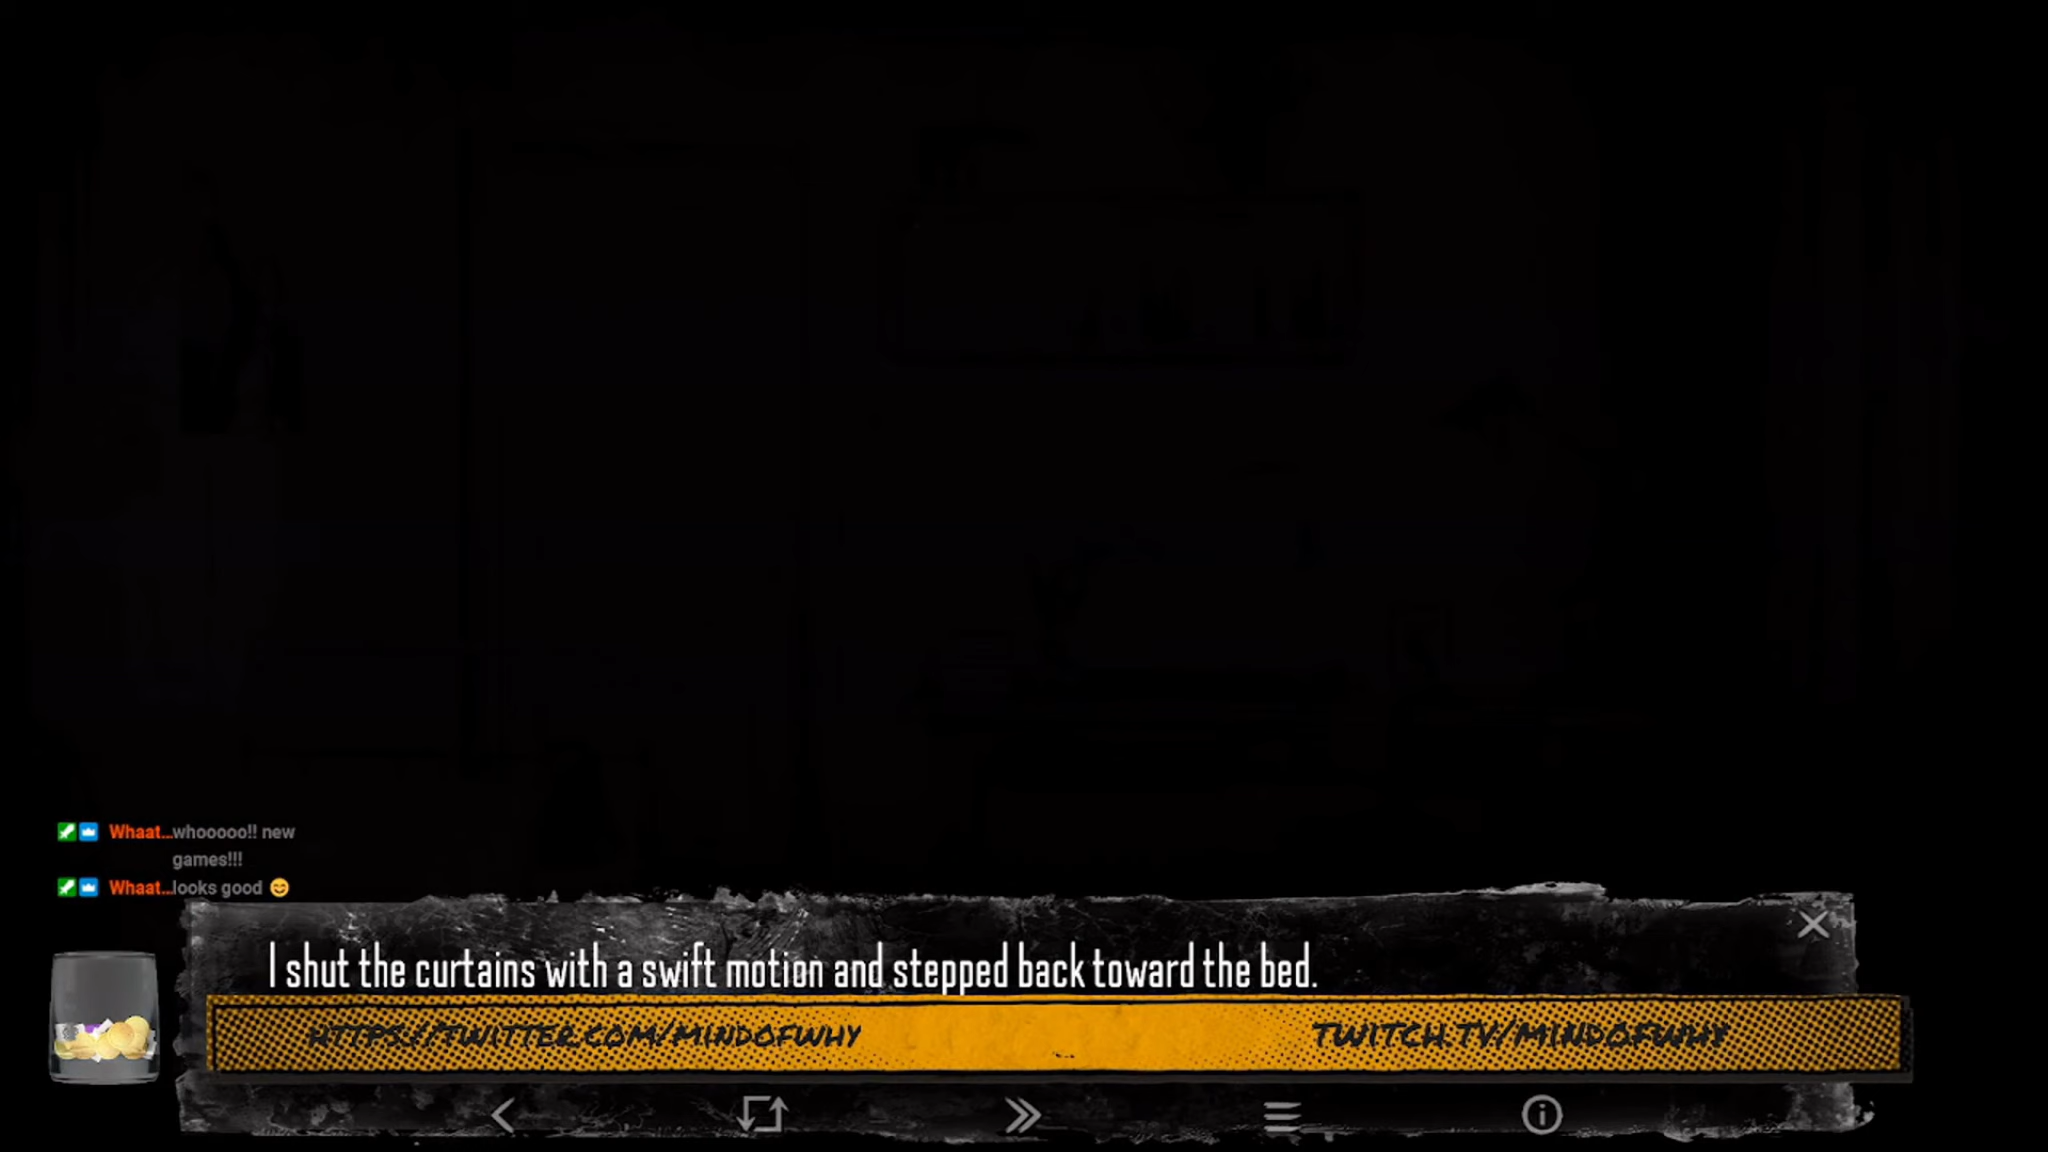 Whaat...whooooo!! new
games!!!
Whaat...looks good 😊
I shut the curtains with a swift motion and stepped back toward the bed.
HTTPS://TWITTER.COM/MINDOFWHY
TWITCH.TV/MINDOFWHY